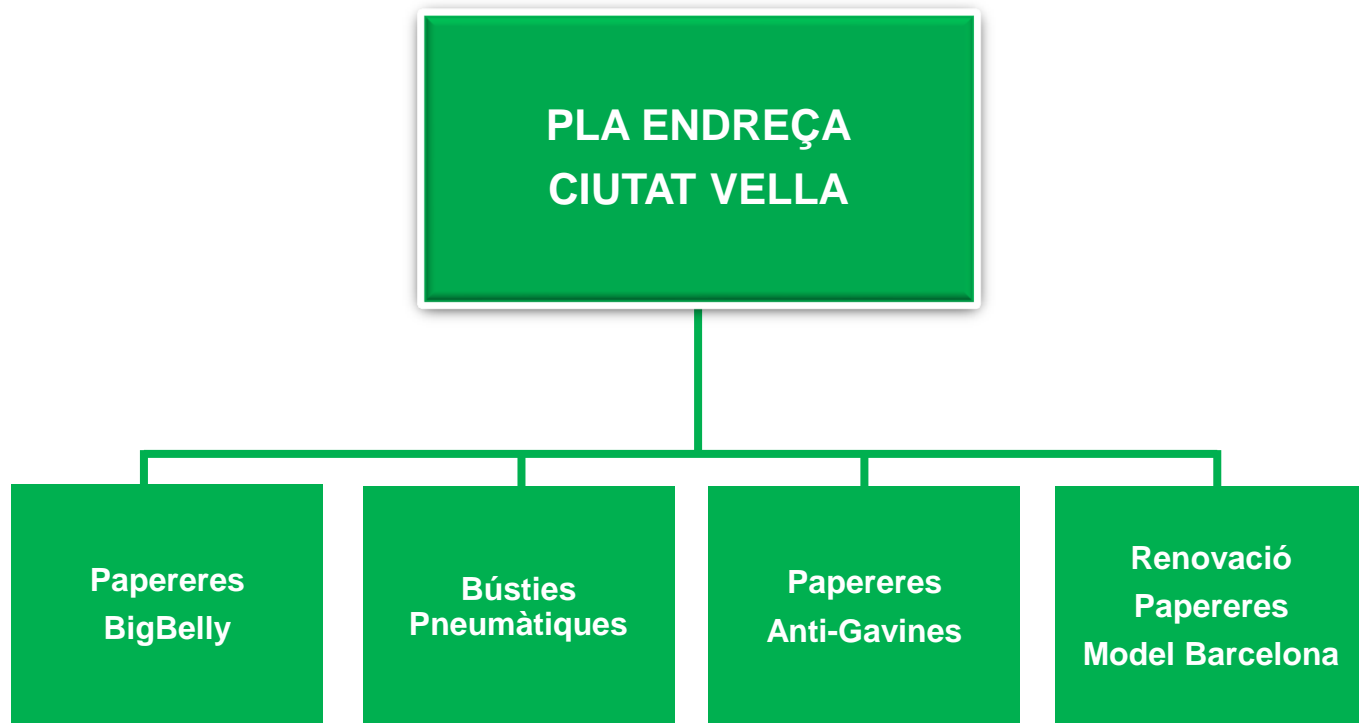 PLA ENDREÇA
CIUTAT VELLA
Papereres
BigBelly
Bústies
Pneumàtiques
Papereres
Anti-Gavines
Renovació
Papereres
Model Barcelona